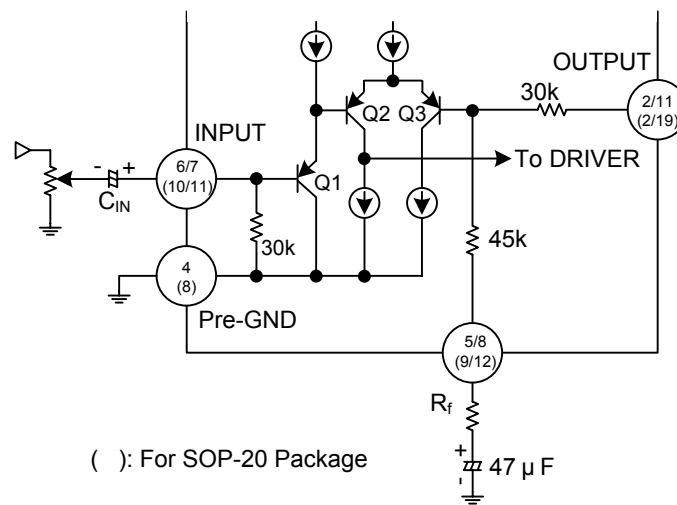 OUTPUT
30k
2/11
(2/19)
Q2
Q3
INPUT
6/7
(10/11)
- +
To DRIVER
Q1
CIN
30k
45k
4
(8)
Pre-GND
5/8
(9/12)
Rf
+
47 μ F
-
( ): For SOP-20 Package